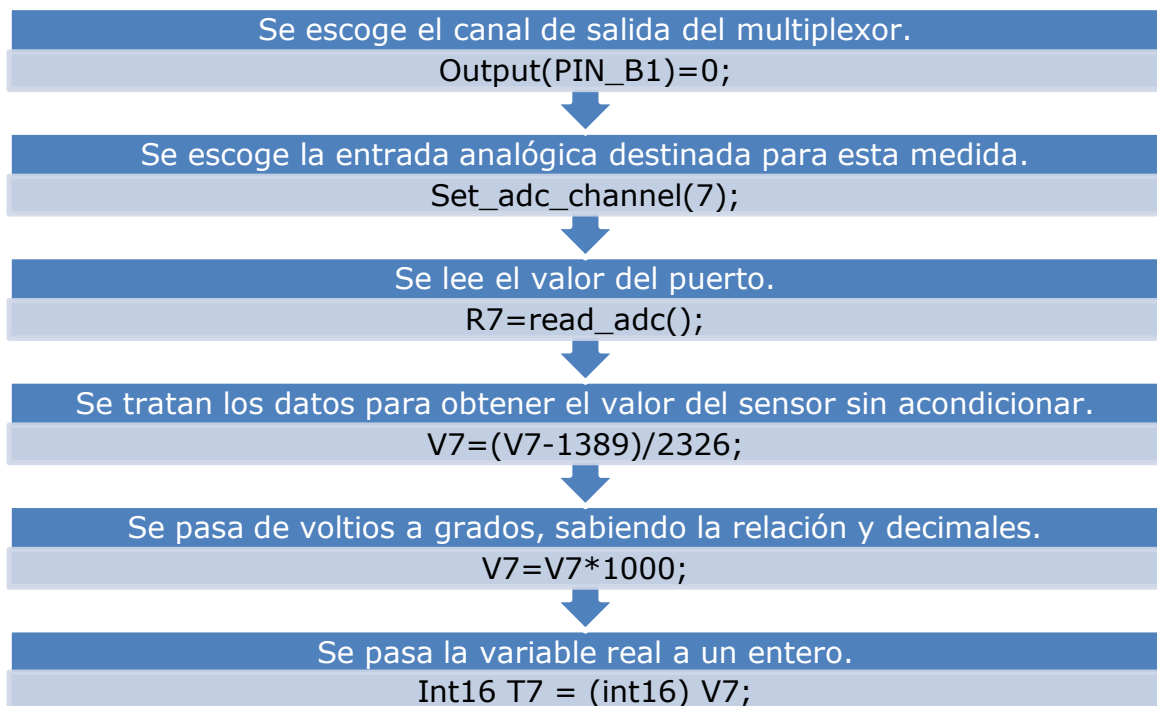 Se escoge el canal de salida del multiplexor.
Output(PIN_B1)=0;
Se escoge la entrada analógica destinada para esta medida.
Set_adc_channel(7);
Se lee el valor del puerto.
R7=read_adc();
Se tratan los datos para obtener el valor del sensor sin acondicionar.
V7=(V7-1389)/2326;
Se pasa de voltios a grados, sabiendo la relación y decimales.
V7=V7*1000;
Se pasa la variable real a un entero.
Int16 T7 = (int16) V7;